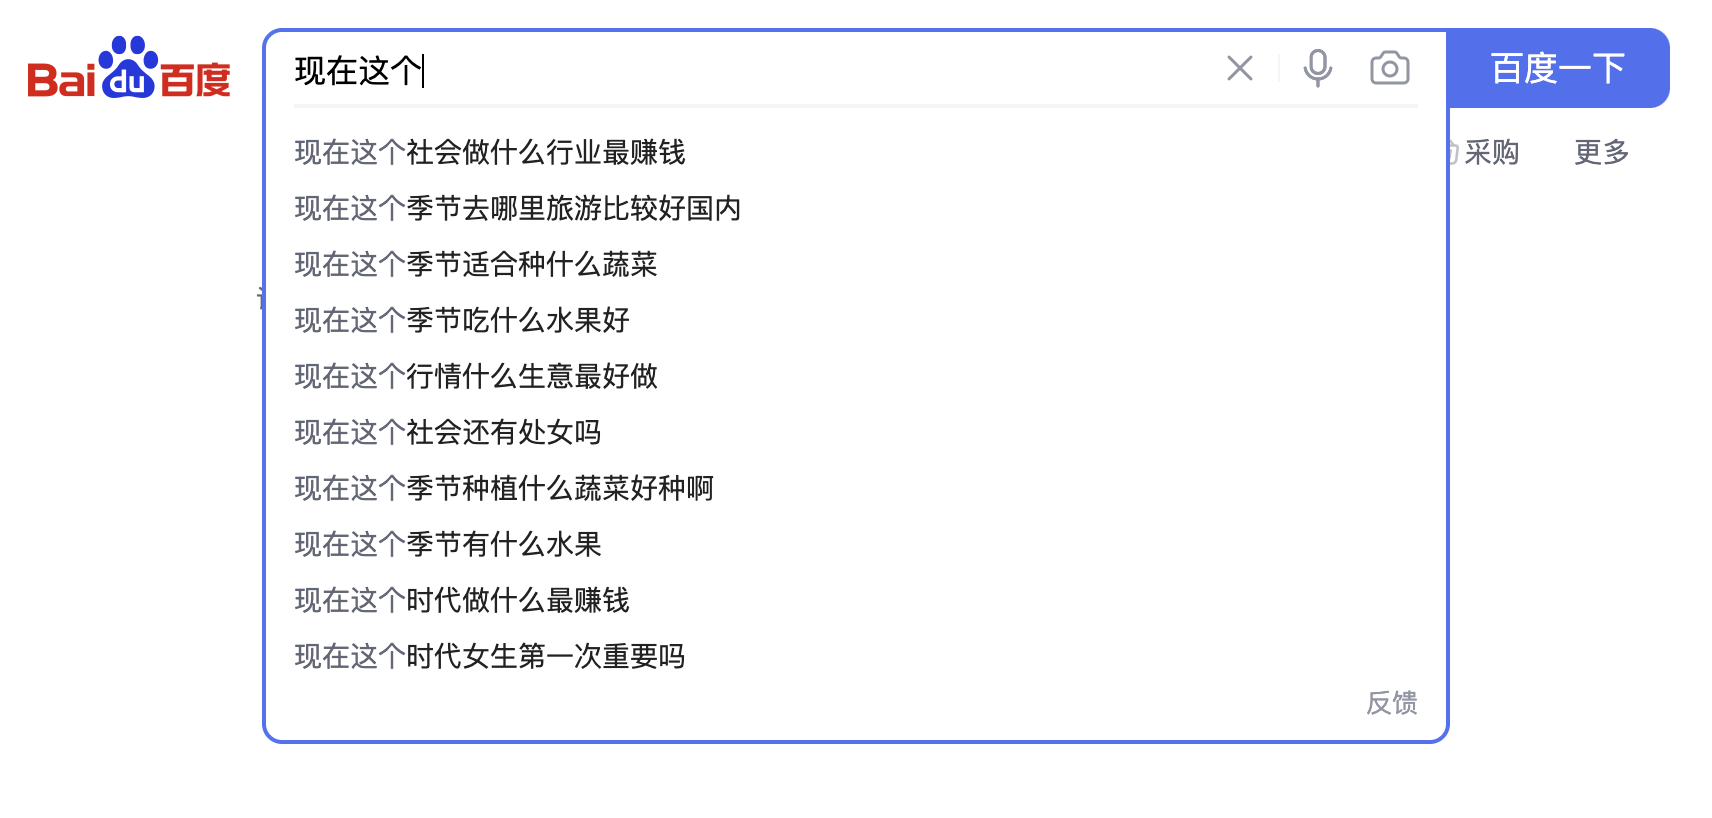 Bai du 百度
现在这个
百度一下
采购
更多
现在这个社会做什么行业最赚钱
现在这个季节去哪里旅游比较好国内
现在这个季节适合种什么蔬菜
现在这个季节吃什么水果好
现在这个行情什么生意最好做
现在这个社会还有处女吗
现在这个季节种植什么蔬菜好种啊
现在这个季节有什么水果
现在这个时代做什么最赚钱
现在这个时代女生第一次重要吗
反馈